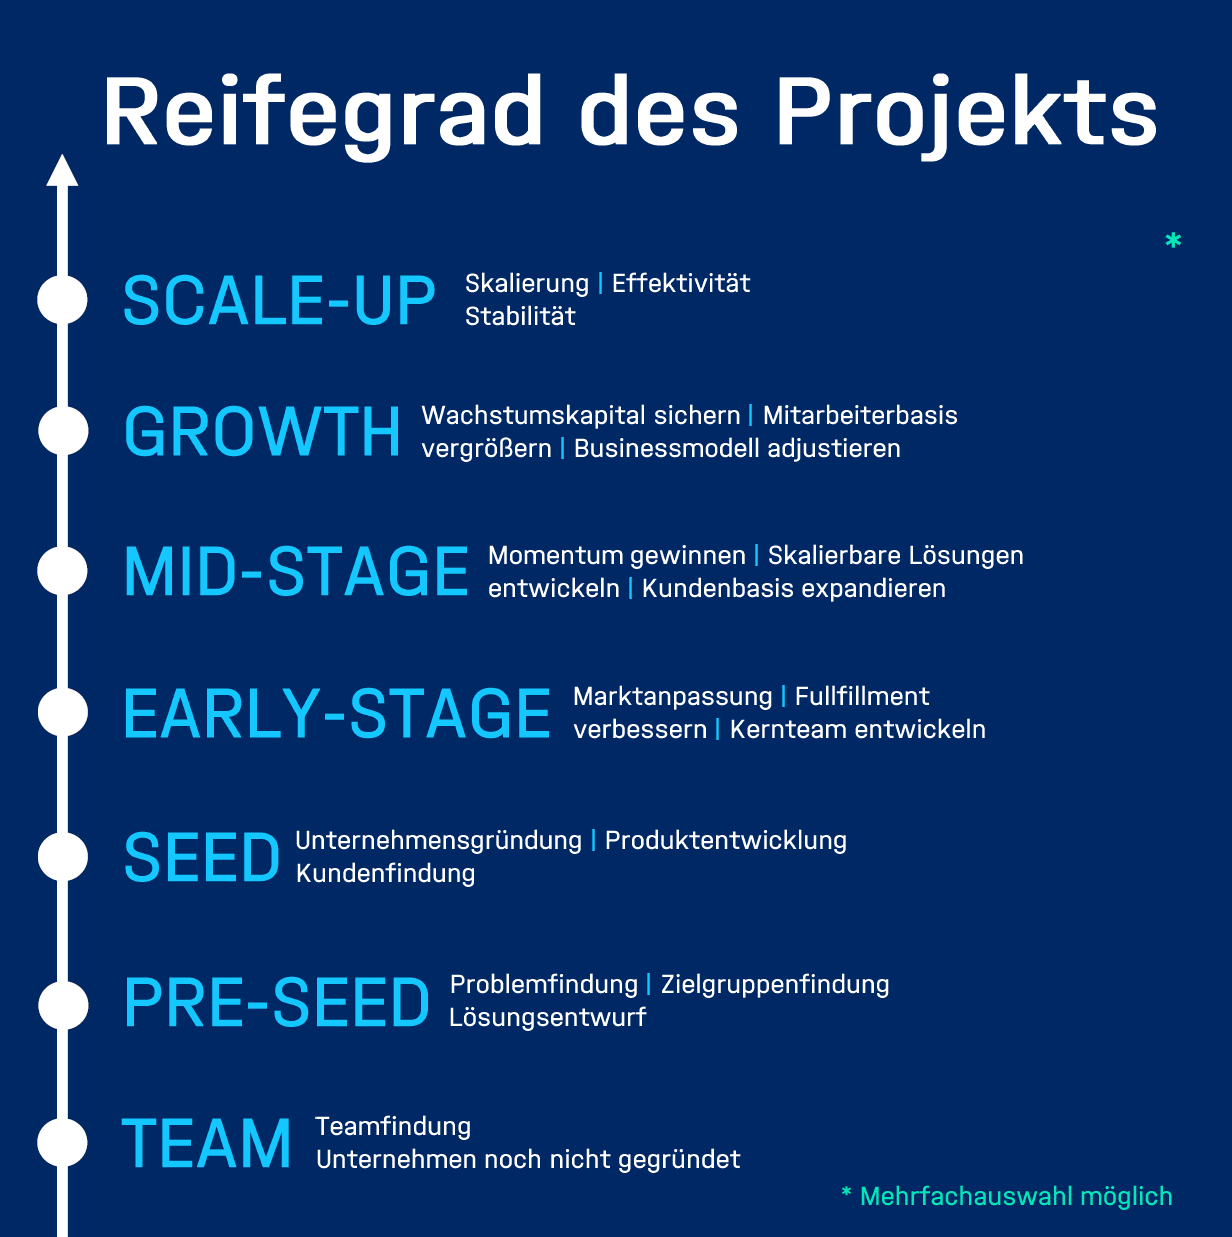 Reifegrad des Projekts
*
SCALE-UP
Skalierung | Effektivität
Stabilität
GROWTH
Wachstumskapital sichern | Mitarbeiterbasis
vergrößern | Businessmodell adjustieren
MID-STAGE
Momentum gewinnen | Skalierbare Lösungen
entwickeln | Kundenbasis expandieren
EARLY-STAGE
Marktanpassung | Fullfillment
verbessern | Kernteam entwickeln
SEED
Unternehmensgründung | Produktentwicklung
Kundenfindung
PRE-SEED
Problemfindung | Zielgruppenfindung
Lösungsentwurf
TEAM
Teamfindung
Unternehmen noch nicht gegründet
* Mehrfachauswahl möglich